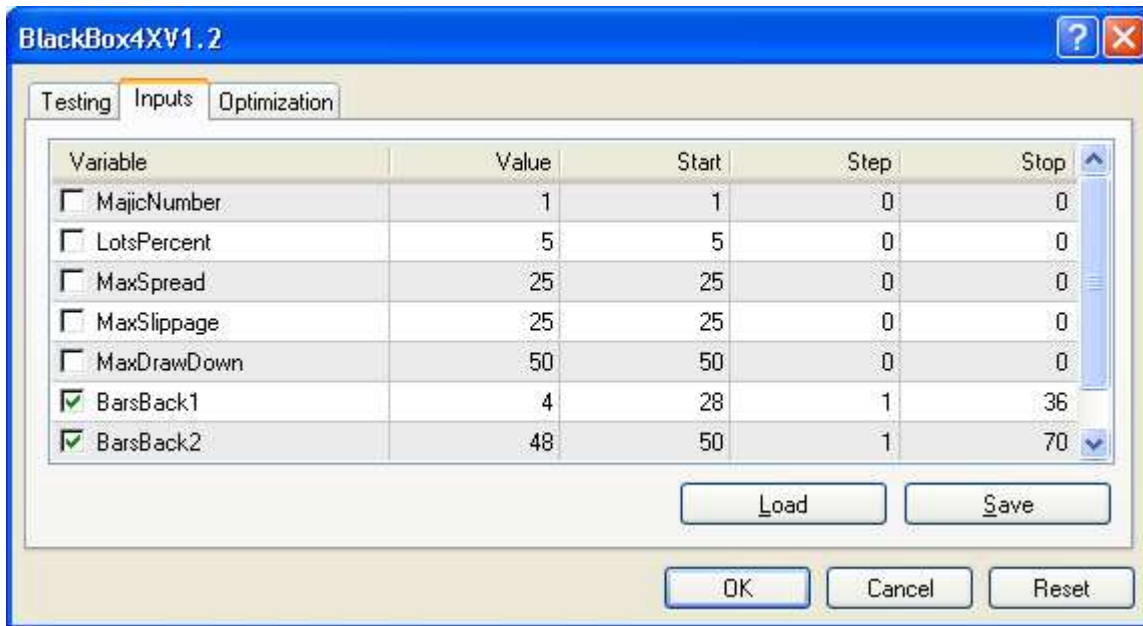 BlackBox4XV1.2
Testing Inputs Optimization
Variable Value Start Step Stop
MajicNumber 1 1 0 0
LotsPercent 5 5 0 0
MaxSpread 25 25 0 0
MaxSlippage 25 25 0 0
MaxDrawDown 50 50 0 0
BarsBack1 4 28 1 36
BarsBack2 48 50 1 70
Load Save
OK Cancel Reset